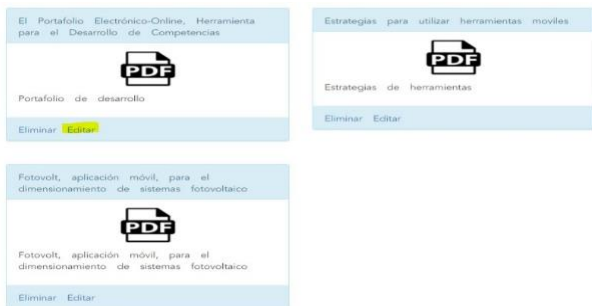 El Portafolio Electrónico-Online, Herramienta
para el Desarrollo de Competencias
PDF
Portafolio de desarrollo
Eliminar Editar
Estrategias para utilizar herramientas moviles
PDF
Estrategias de herramientas
Eliminar Editar
Fotovolt, aplicación móvil, para el
dimensionamiento de sistemas fotovoltaico
PDF
Fotovolt, aplicación móvil, para el
dimensionamiento de sistemas fotovoltaico
Eliminar Editar